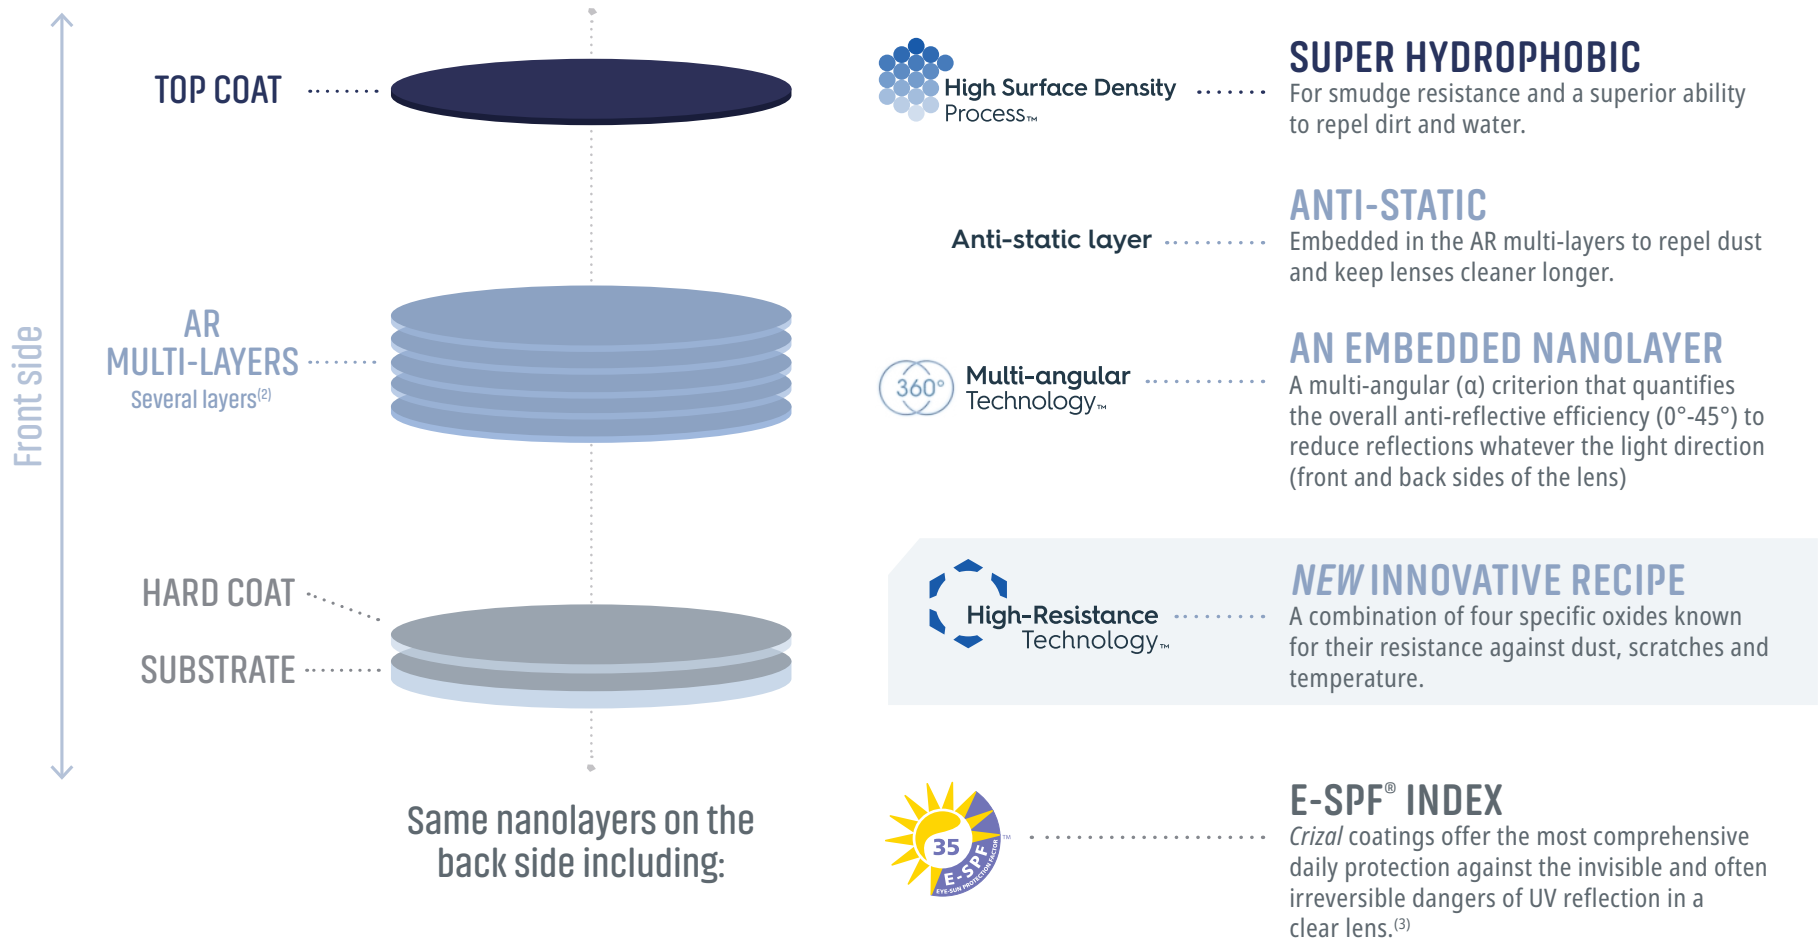 Front side
TOP COAT
AR
MULTI-LAYERS
Several layers(2)
HARD COAT
SUBSTRATE
Same nanolayers on the
back side including:
High Surface Density
Process™
SUPER HYDROPHOBIC
For smudge resistance and a superior ability
to repel dirt and water.
Anti-static layer
ANTI-STATIC
Embedded in the AR multi-layers to repel dust
and keep lenses cleaner longer.
360°
Multi-angular
Technology™
AN EMBEDDED NANOLAYER
A multi-angular (α) criterion that quantifies
the overall anti-reflective efficiency (0°-45°) to
reduce reflections whatever the light direction
(front and back sides of the lens)
High-Resistance
Technology™
NEW INNOVATIVE RECIPE
A combination of four specific oxides known
for their resistance against dust, scratches and
temperature.
35
E-SPF
EYE-SUN PROTECTION FACTOR
™
E-SPF® INDEX
Crizal coatings offer the most comprehensive
daily protection against the invisible and often
irreversible dangers of UV reflection in a
clear lens.(3)